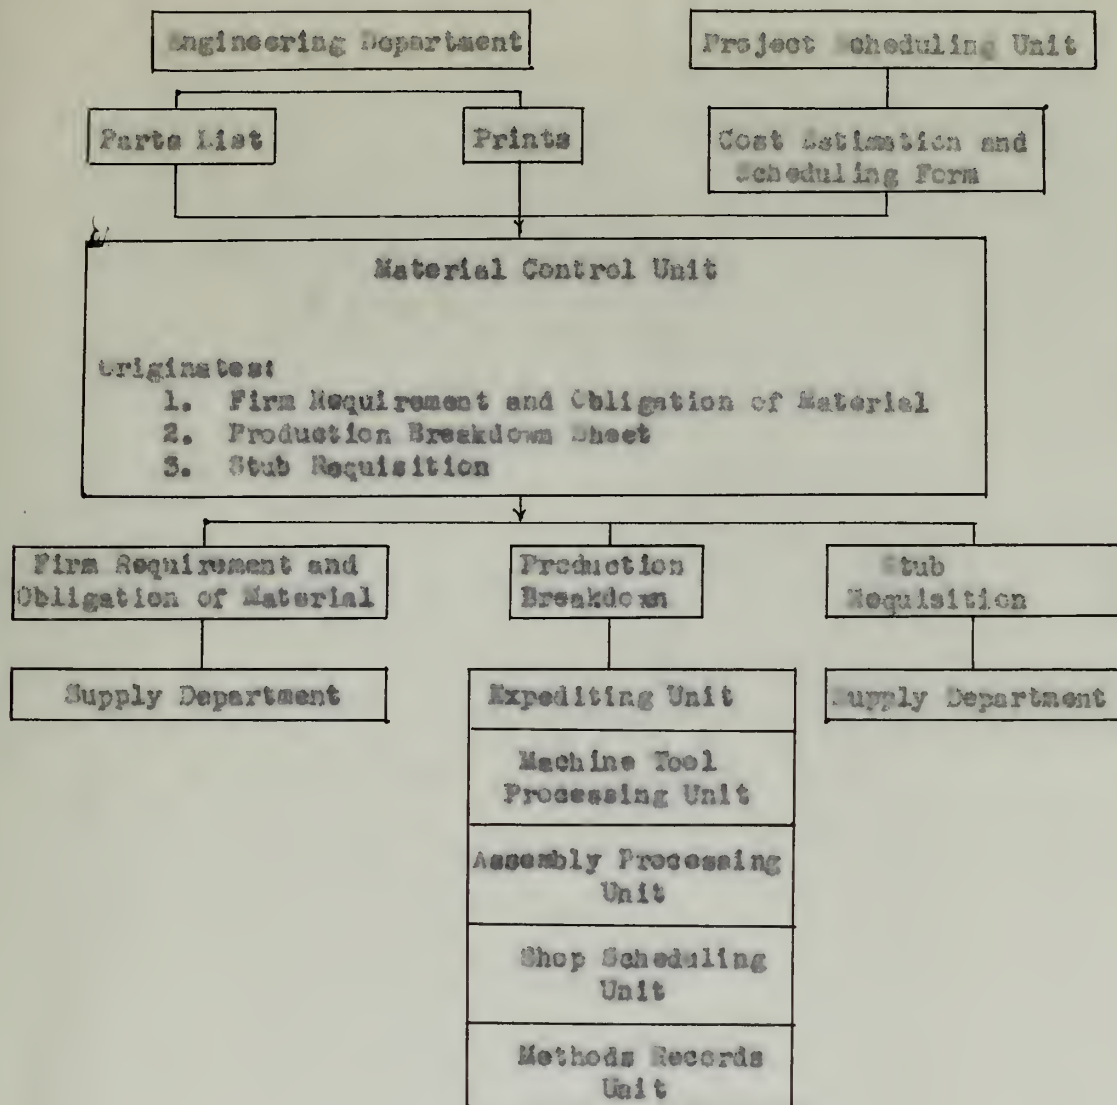 Engineering Department
Project Scheduling Unit
Parts List
Prints
Cost Estimation and
Scheduling Form
Material Control Unit
Originates:
1. Firm Requirement and Obligation of Material
2. Production Breakdown Sheet
3. Stub Requisition
Firm Requirement and
Obligation of Material
Production
Breakdown
Stub
Requisition
Supply Department
Expediting Unit
Supply Department
Machine Tool
Processing Unit
Assembly Processing
Unit
Shop Scheduling
Unit
Methods Records
Unit